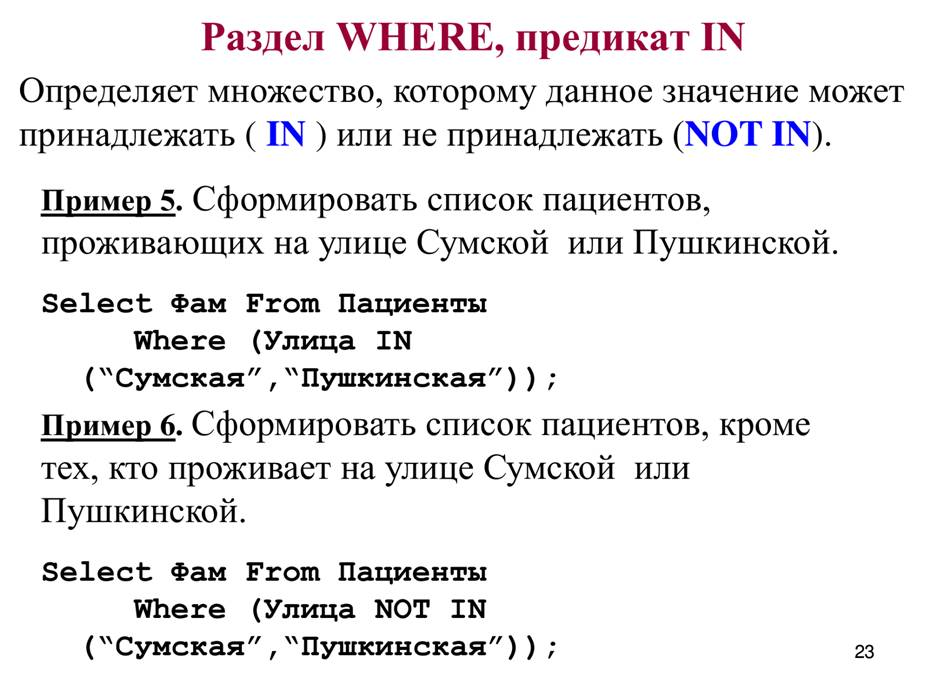 Раздел WHERE, предикат IN
Определяет множество, которому данное значение может
принадлежать ( IN ) или не принадлежать (NOT IN).
Пример 5. Сформировать список пациентов,
проживающих на улице Сумской или Пушкинской.
Select Фам From Пациенты
Where (Улица IN
(“Сумская”,“Пушкинская”));
Пример 6. Сформировать список пациентов, кроме
тех, кто проживает на улице Сумской или
Пушкинской.
Select Фам From Пациенты
Where (Улица NOT IN
(“Сумская”,“Пушкинская”));
23